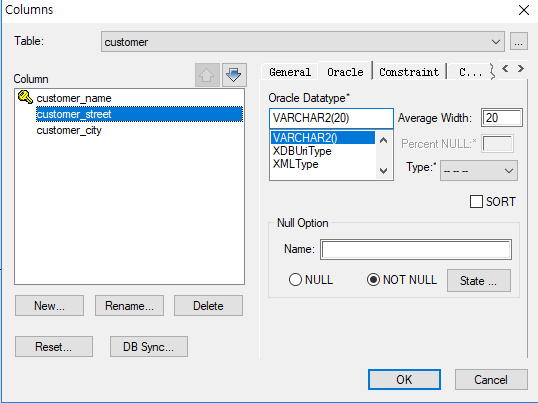 Columns
Table: customer ...
Column
customer_name
customer_street
customer_city
New... Rename... Delete
Reset... DB Sync...
General Oracle Constraint C...
Oracle Datatype*
VARCHAR2(20)
VARCHAR2()
XDBUriType
XMLType
Average Width: 20
Percent NULL:*
Type:* -- -- --
SORT
Null Option
Name:
NULL NOT NULL State ...
OK Cancel